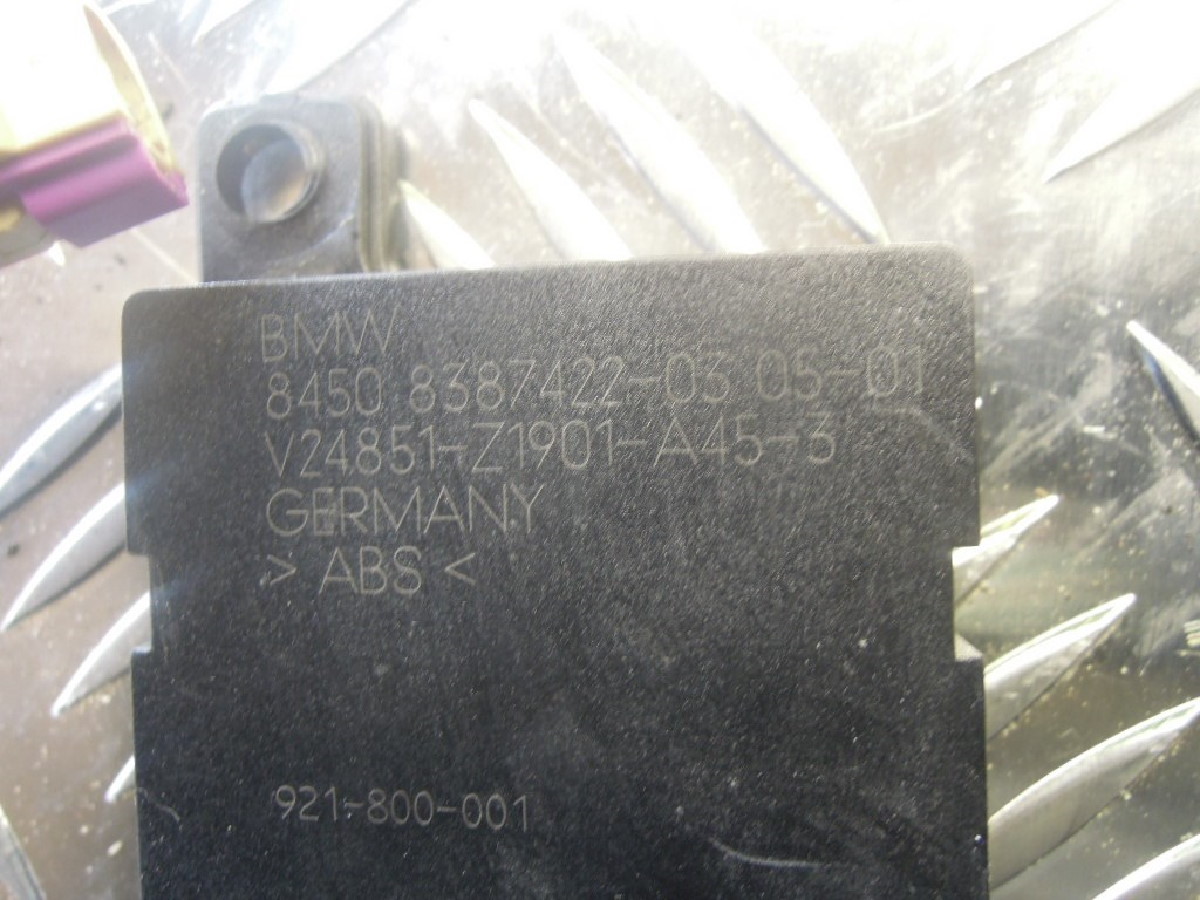 BMW
8450 8387422-03 05-01
V24851-Z1901-A45-3
GERMANY
> ABS <
921-800-001